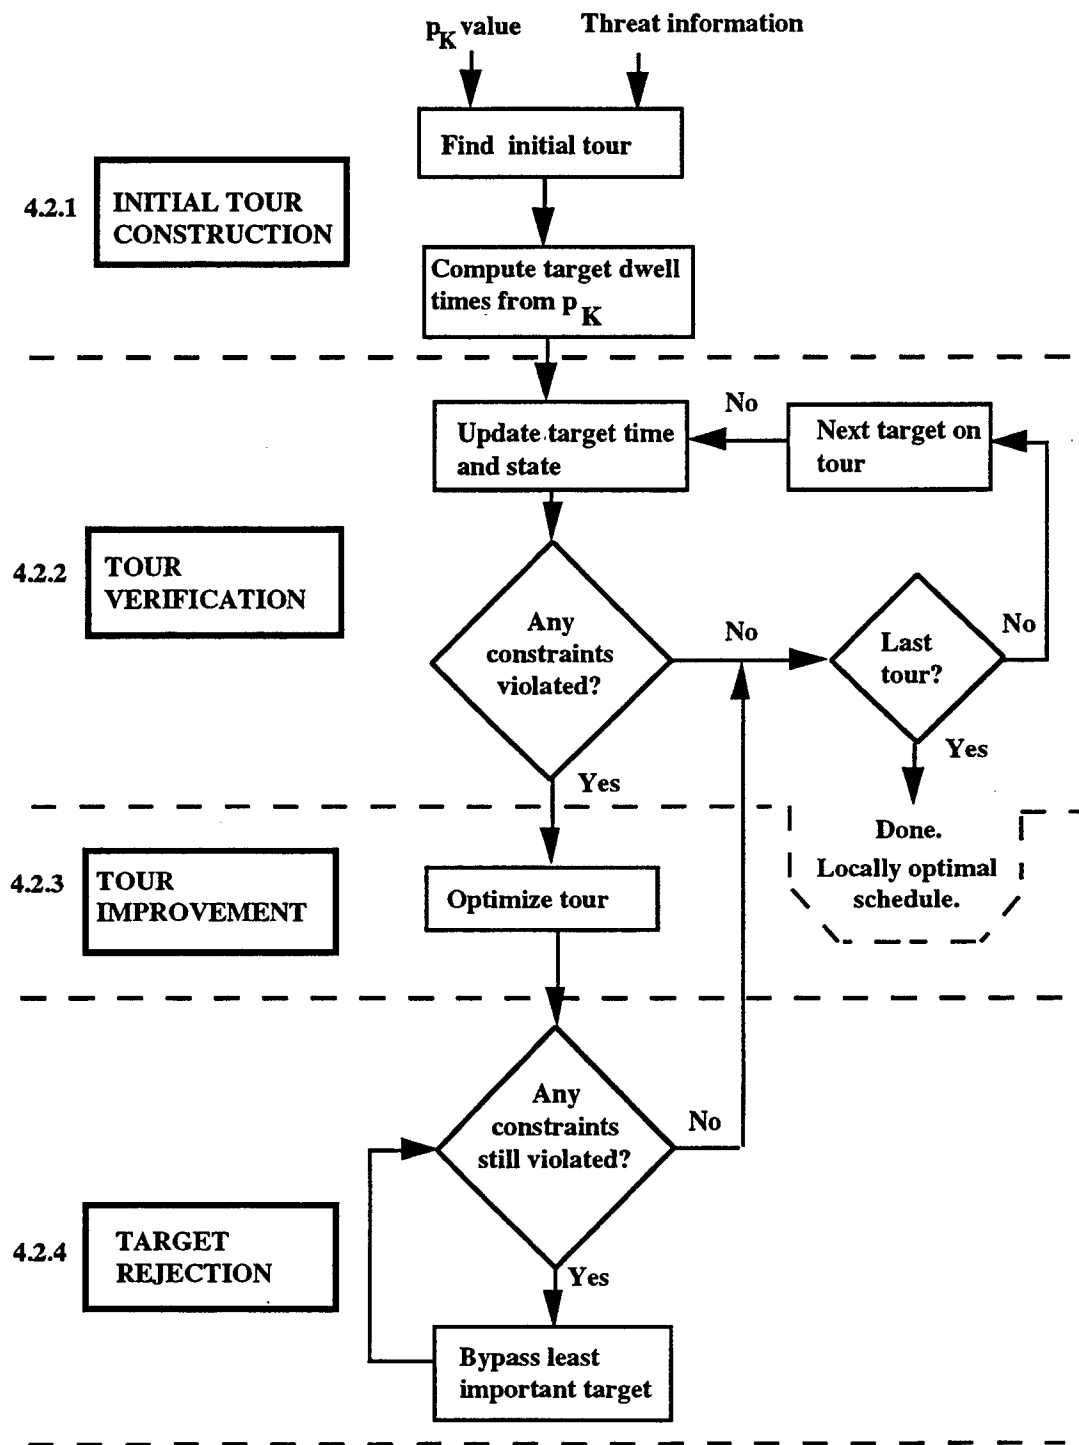 pK value
Threat information
Find initial tour
4.2.1
INITIAL TOUR
CONSTRUCTION
Compute target dwell
times from pK
No
Update target time
and state
Next target on
tour
4.2.2
TOUR
VERIFICATION
Any
constraints
violated?
No
Last
tour?
No
Yes
Yes
Done.
Locally optimal
schedule.
4.2.3
TOUR
IMPROVEMENT
Optimize tour
Any
constraints
still violated?
No
4.2.4
TARGET
REJECTION
Yes
Bypass least
important target